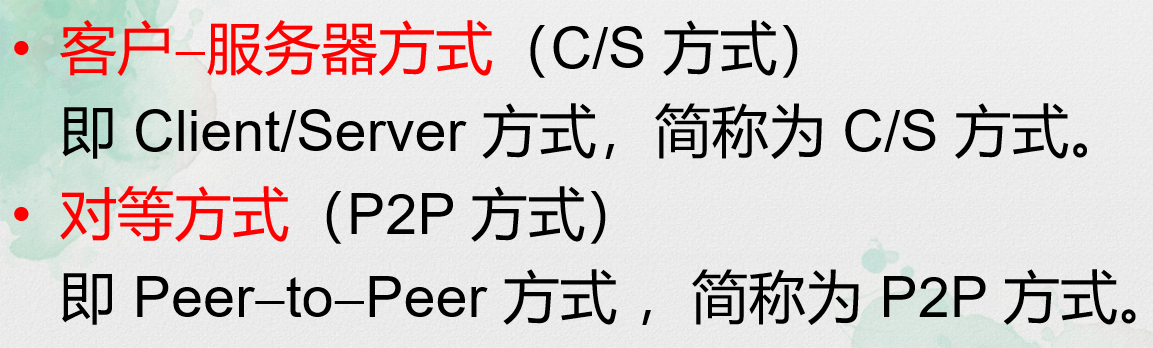 • 客户–服务器方式（C/S 方式）
即 Client/Server 方式，简称为 C/S 方式。
• 对等方式（P2P 方式）
即 Peer–to–Peer 方式 ，简称为 P2P 方式。